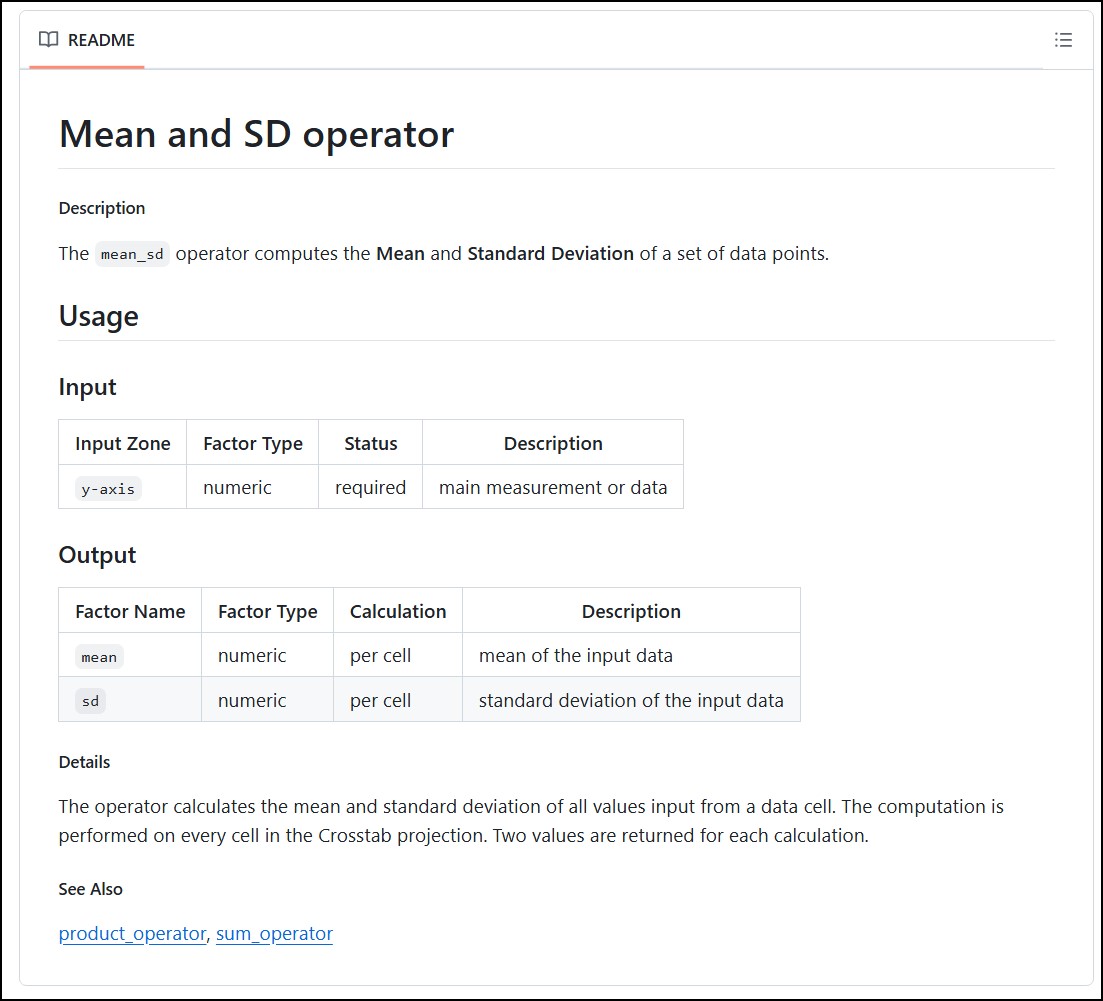 README
Mean and SD operator
Description
The mean_sd operator computes the Mean and Standard Deviation of a set of data points.
Usage
Input
Input Zone Factor Type Status Description
y-axis numeric required main measurement or data
Output
Factor Name Factor Type Calculation Description
mean numeric per cell mean of the input data
sd numeric per cell standard deviation of the input data
Details
The operator calculates the mean and standard deviation of all values input from a data cell. The computation is
performed on every cell in the Crosstab projection. Two values are returned for each calculation.
See Also
product_operator, sum_operator